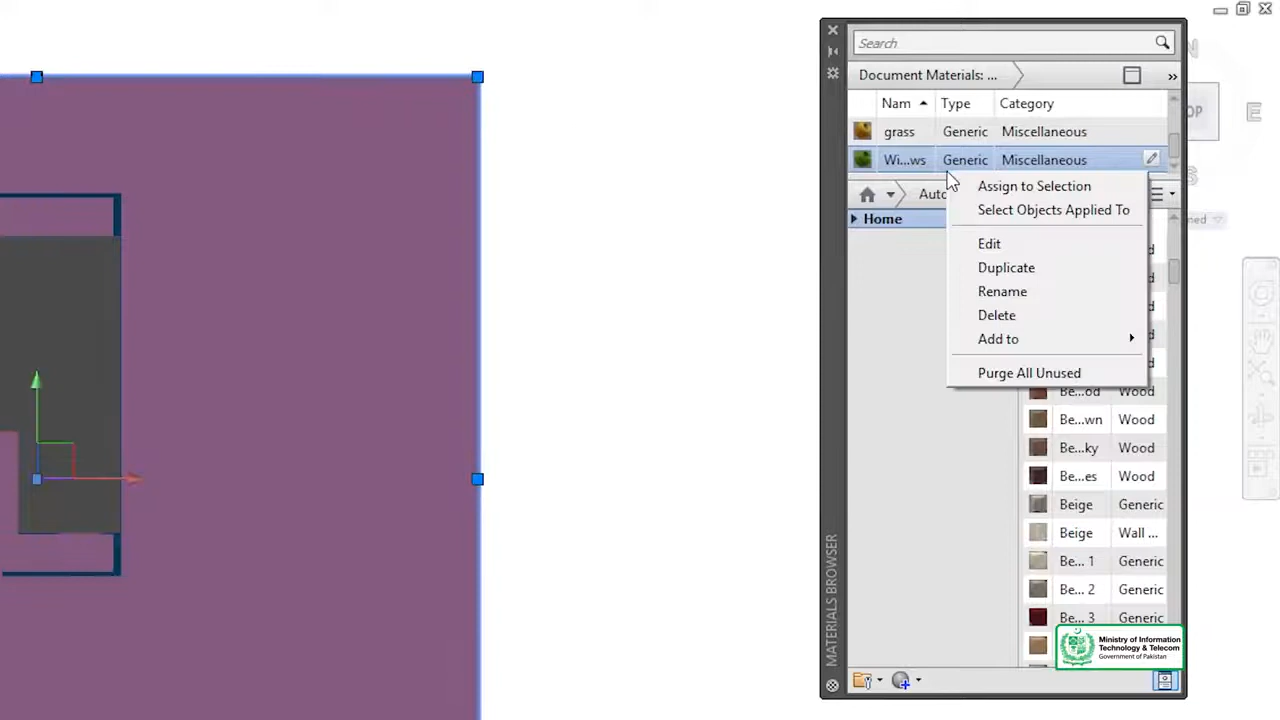 Search
Document Materials: ...
»
Nam Type Category
grass Generic Miscellaneous
Wi...ws Generic Miscellaneous
Assign to Selection
Select Objects Applied To
Edit
Duplicate
Rename
Delete
Add to
Purge All Unused
Home
Be...wn Wood
Be...ky Wood
Be...es Wood
Beige Generic
Beige Wall ...
Be... 1 Generic
Be... 2 Generic
Be... 3 Generic
MATERIALS BROWSER
N
E
S
Ministry of Information
Technology & Telecom
Government of Pakistan